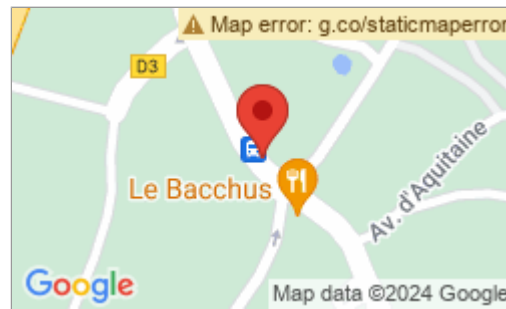 Map error: g.co/staticmaperror
D3
Le Bacchus
Av. d'Aquitaine
Google
Map data ©2024 Google